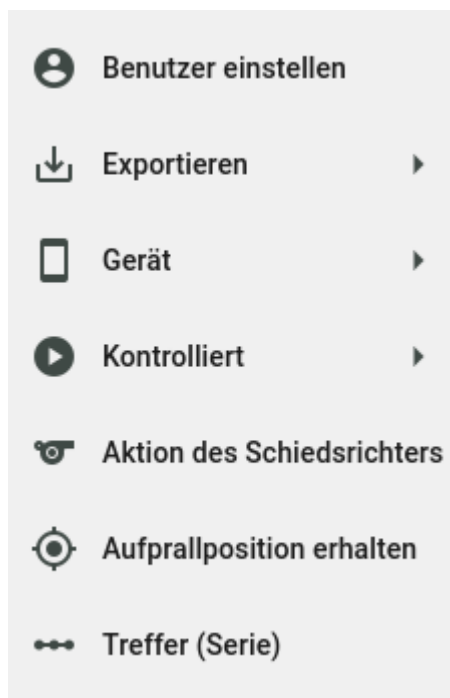 Benutzer einstellen
Exportieren
Gerät
Kontrolliert
Aktion des Schiedsrichters
Aufprallposition erhalten
Treffer (Serie)